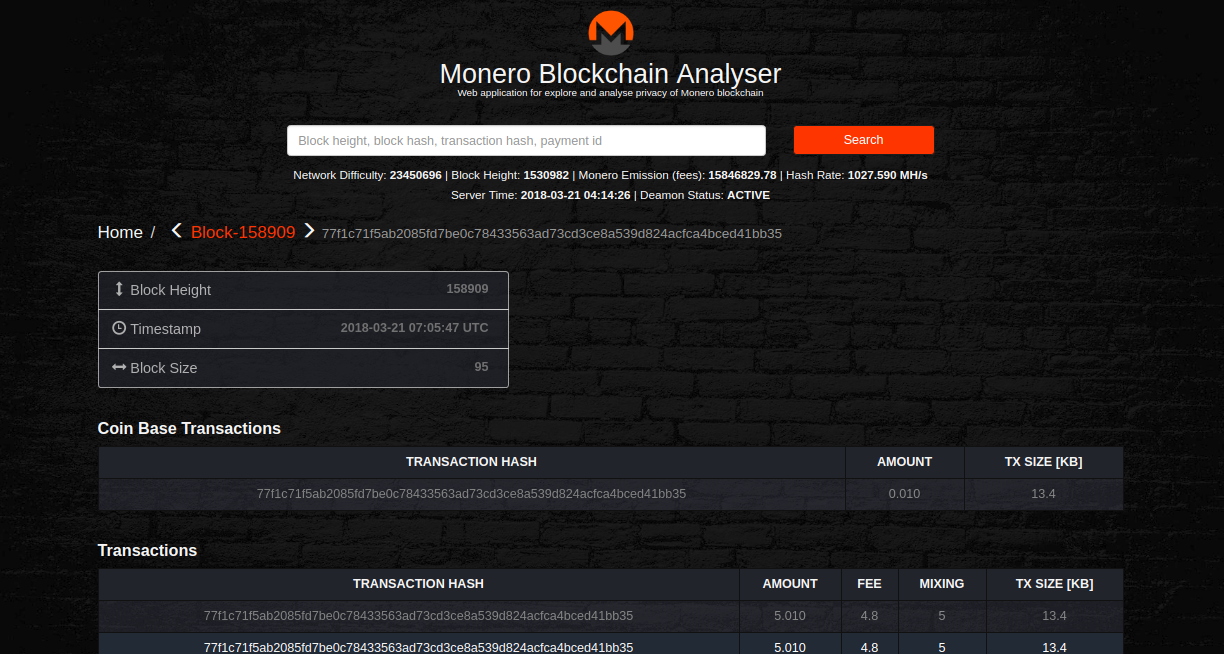 Monero Blockchain Analyser
Web application for explore and analyse privacy of Monero blockchain
Block height, block hash, transaction hash, payment id Search
Network Difficulty: 23450696 | Block Height: 1530982 | Monero Emission (fees): 15846829.78 | Hash Rate: 1027.590 MH/s
Server Time: 2018-03-21 04:14:26 | Deamon Status: ACTIVE
Home / Block-158909 77f1c71f5ab2085fd7be0c78433563ad73cd3ce8a539d824acfca4bced41bb35
Block Height 158909
Timestamp 2018-03-21 07:05:47 UTC
Block Size 95
Coin Base Transactions
TRANSACTION HASH AMOUNT TX SIZE [KB]
77f1c71f5ab2085fd7be0c78433563ad73cd3ce8a539d824acfca4bced41bb35 0.010 13.4
Transactions
TRANSACTION HASH AMOUNT FEE MIXING TX SIZE [KB]
77f1c71f5ab2085fd7be0c78433563ad73cd3ce8a539d824acfca4bced41bb35 5.010 4.8 5 13.4
77f1c71f5ab2085fd7be0c78433563ad73cd3ce8a539d824acfca4bced41bb35 5.010 4.8 5 13.4